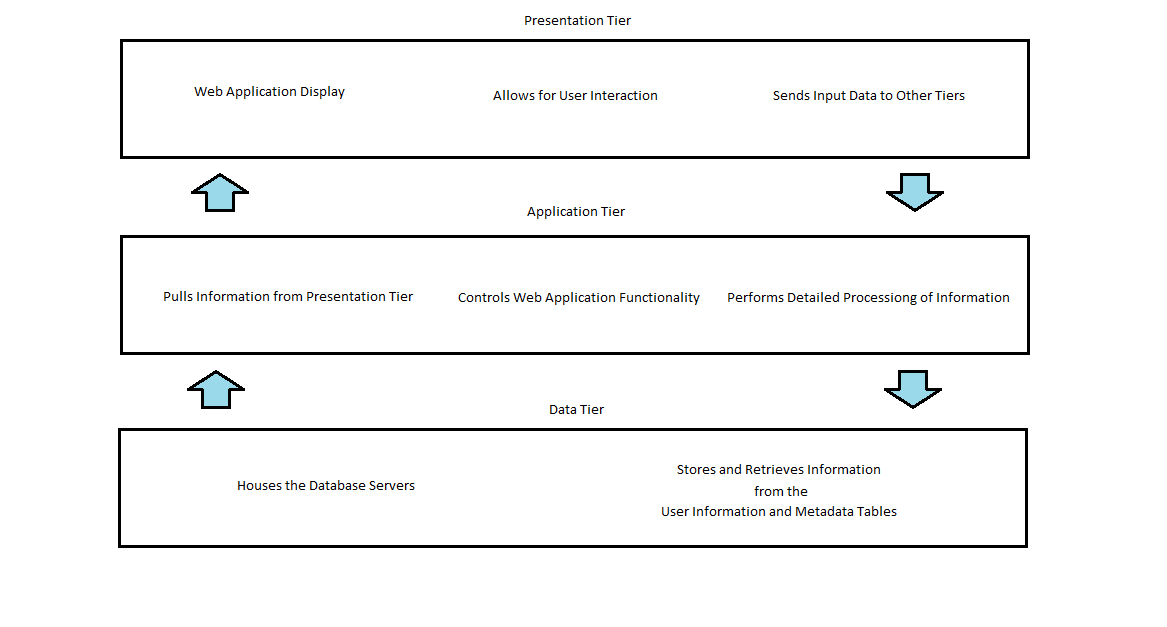 Presentation Tier
Web Application Display
Allows for User Interaction
Sends Input Data to Other Tiers
Application Tier
Pulls Information from Presentation Tier
Controls Web Application Functionality
Performs Detailed Processiong of Information
Data Tier
Houses the Database Servers
Stores and Retrieves Information
from the
User Information and Metadata Tables